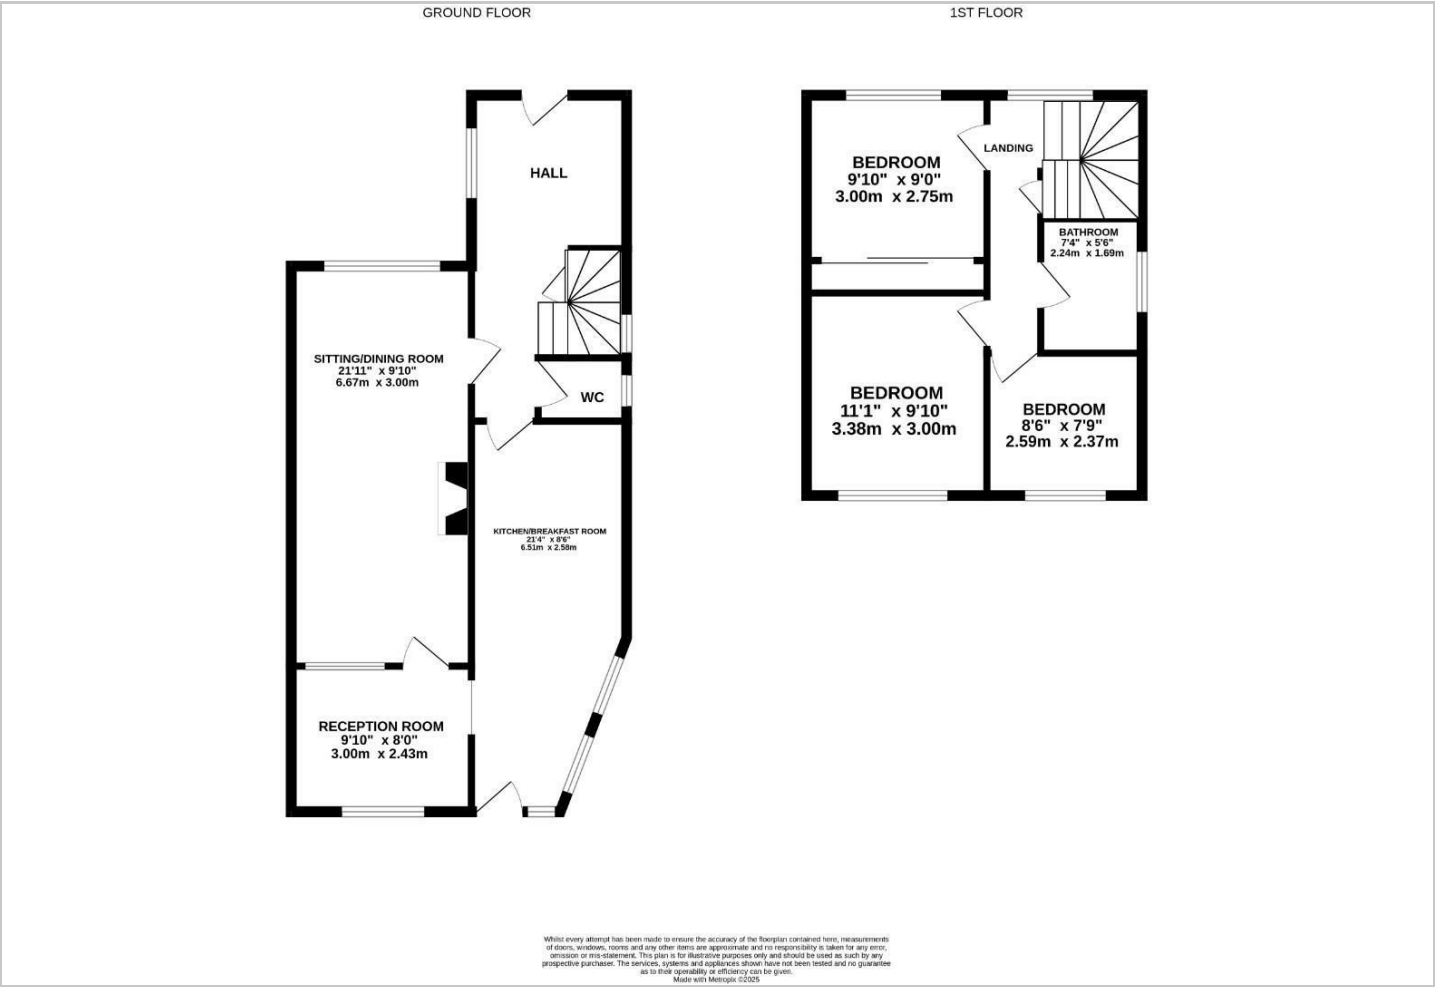 GROUND FLOOR
1ST FLOOR
HALL
SITTING/DINING ROOM
21'11" x 9'10"
6.67m x 3.00m
WC
KITCHEN/BREAKFAST ROOM
21'4" x 8'6"
6.51m x 2.58m
RECEPTION ROOM
9'10" x 8'0"
3.00m x 2.43m
BEDROOM
9'10" x 9'0"
3.00m x 2.75m
LANDING
BATHROOM
7'4" x 5'6"
2.24m x 1.69m
BEDROOM
11'1" x 9'10"
3.38m x 3.00m
BEDROOM
8'6" x 7'9"
2.59m x 2.37m
Whilst every attempt has been made to ensure the accuracy of the floorplan contained here, measurements
of doors, windows, rooms and any other items are approximate and no responsibility is taken for any error,
omission or mis-statement. This plan is for illustrative purposes only and should be used as such by any
prospective purchaser. The services, systems and appliances shown have not been tested and no guarantee
as to their operability or efficiency can be given.
Made with Metropix ©2025